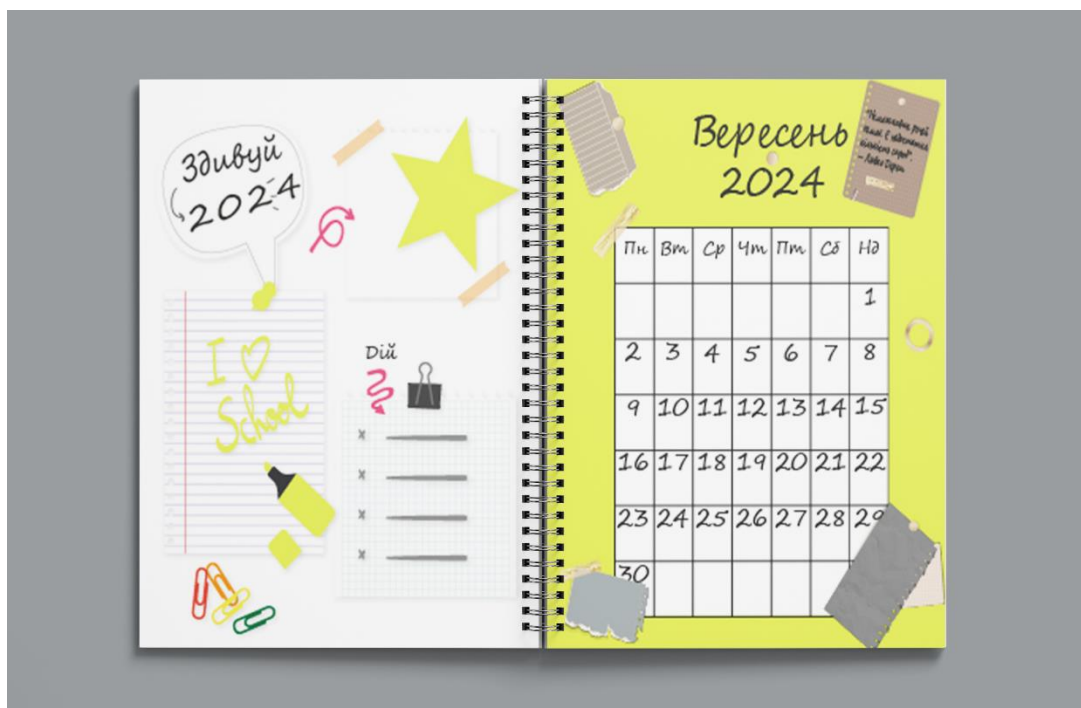 Здивуй
2024
I ♡
School
Дій
x
x
x
x
Вересень
2024
Пн Вт Ср Чт Пт Сб Нд
1
2 3 4 5 6 7 8
9 10 11 12 13 14 15
16 17 18 19 20 21 22
23 24 25 26 27 28 29
30